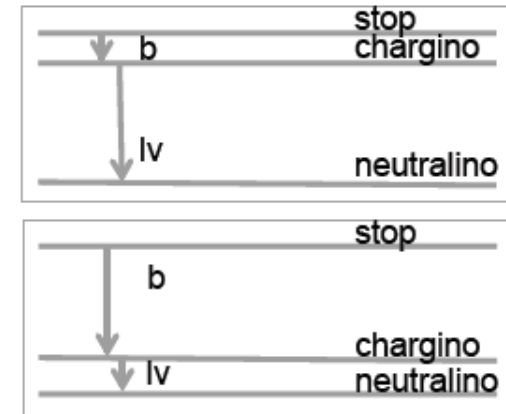 stop
b
chargino
lv
neutralino
stop
b
chargino
lv
neutralino